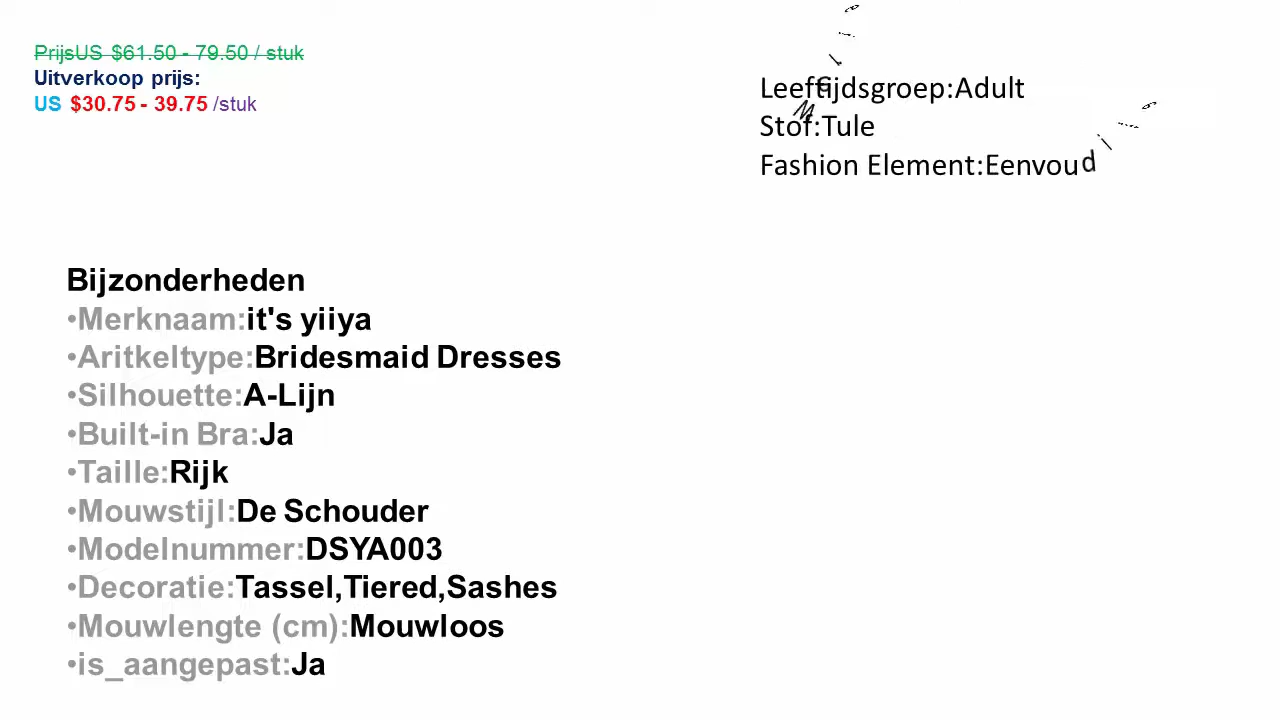 PrijsUS $61.50 - 79.50 / stuk
Uitverkoop prijs:
US $30.75 - 39.75 /stuk
Leeftijdsgroep:Adult
Stof:Tule
Fashion Element:Eenvoudig
Bijzonderheden
•Merknaam:it's yiiya
•Aritkeltype:Bridesmaid Dresses
•Silhouette:A-Lijn
•Built-in Bra:Ja
•Taille:Rijk
•Mouwstijl:De Schouder
•Modelnummer:DSYA003
•Decoratie:Tassel,Tiered,Sashes
•Mouwlengte (cm):Mouwloos
•is_aangepast:Ja